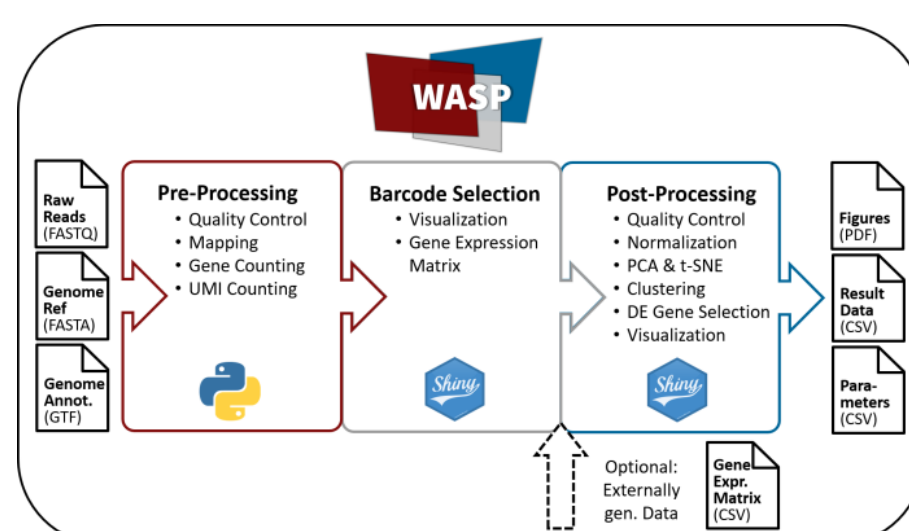 WASP
Raw
Reads
(FASTQ)
Genome
Ref
(FASTA)
Genome
Annot.
(GTF)
Pre-Processing
• Quality Control
• Mapping
• Gene Counting
• UMI Counting
Barcode Selection
• Visualization
• Gene Expression
Matrix
Shiny
Post-Processing
• Quality Control
• Normalization
• PCA & t-SNE
• Clustering
• DE Gene Selection
• Visualization
Shiny
Figures
(PDF)
Result
Data
(CSV)
Para-
meters
(CSV)
Optional:
Externally
gen. Data
Gene
Expr.
Matrix
(CSV)